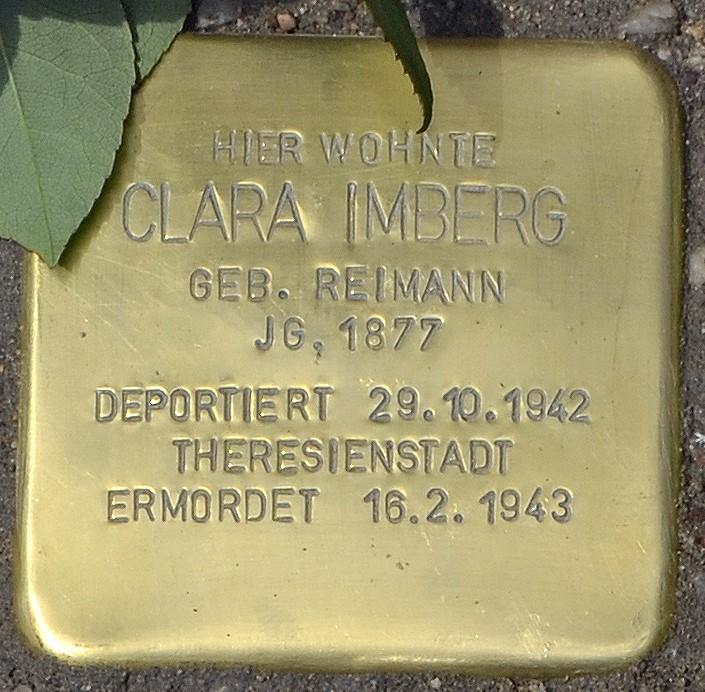 HIER WOHNTE
CLARA IMBERG
GEB. REIMANN
JG, 1877
DEPORTIERT 29.10.1942
THERESIENSTADT
ERMORDET 16.2.1943